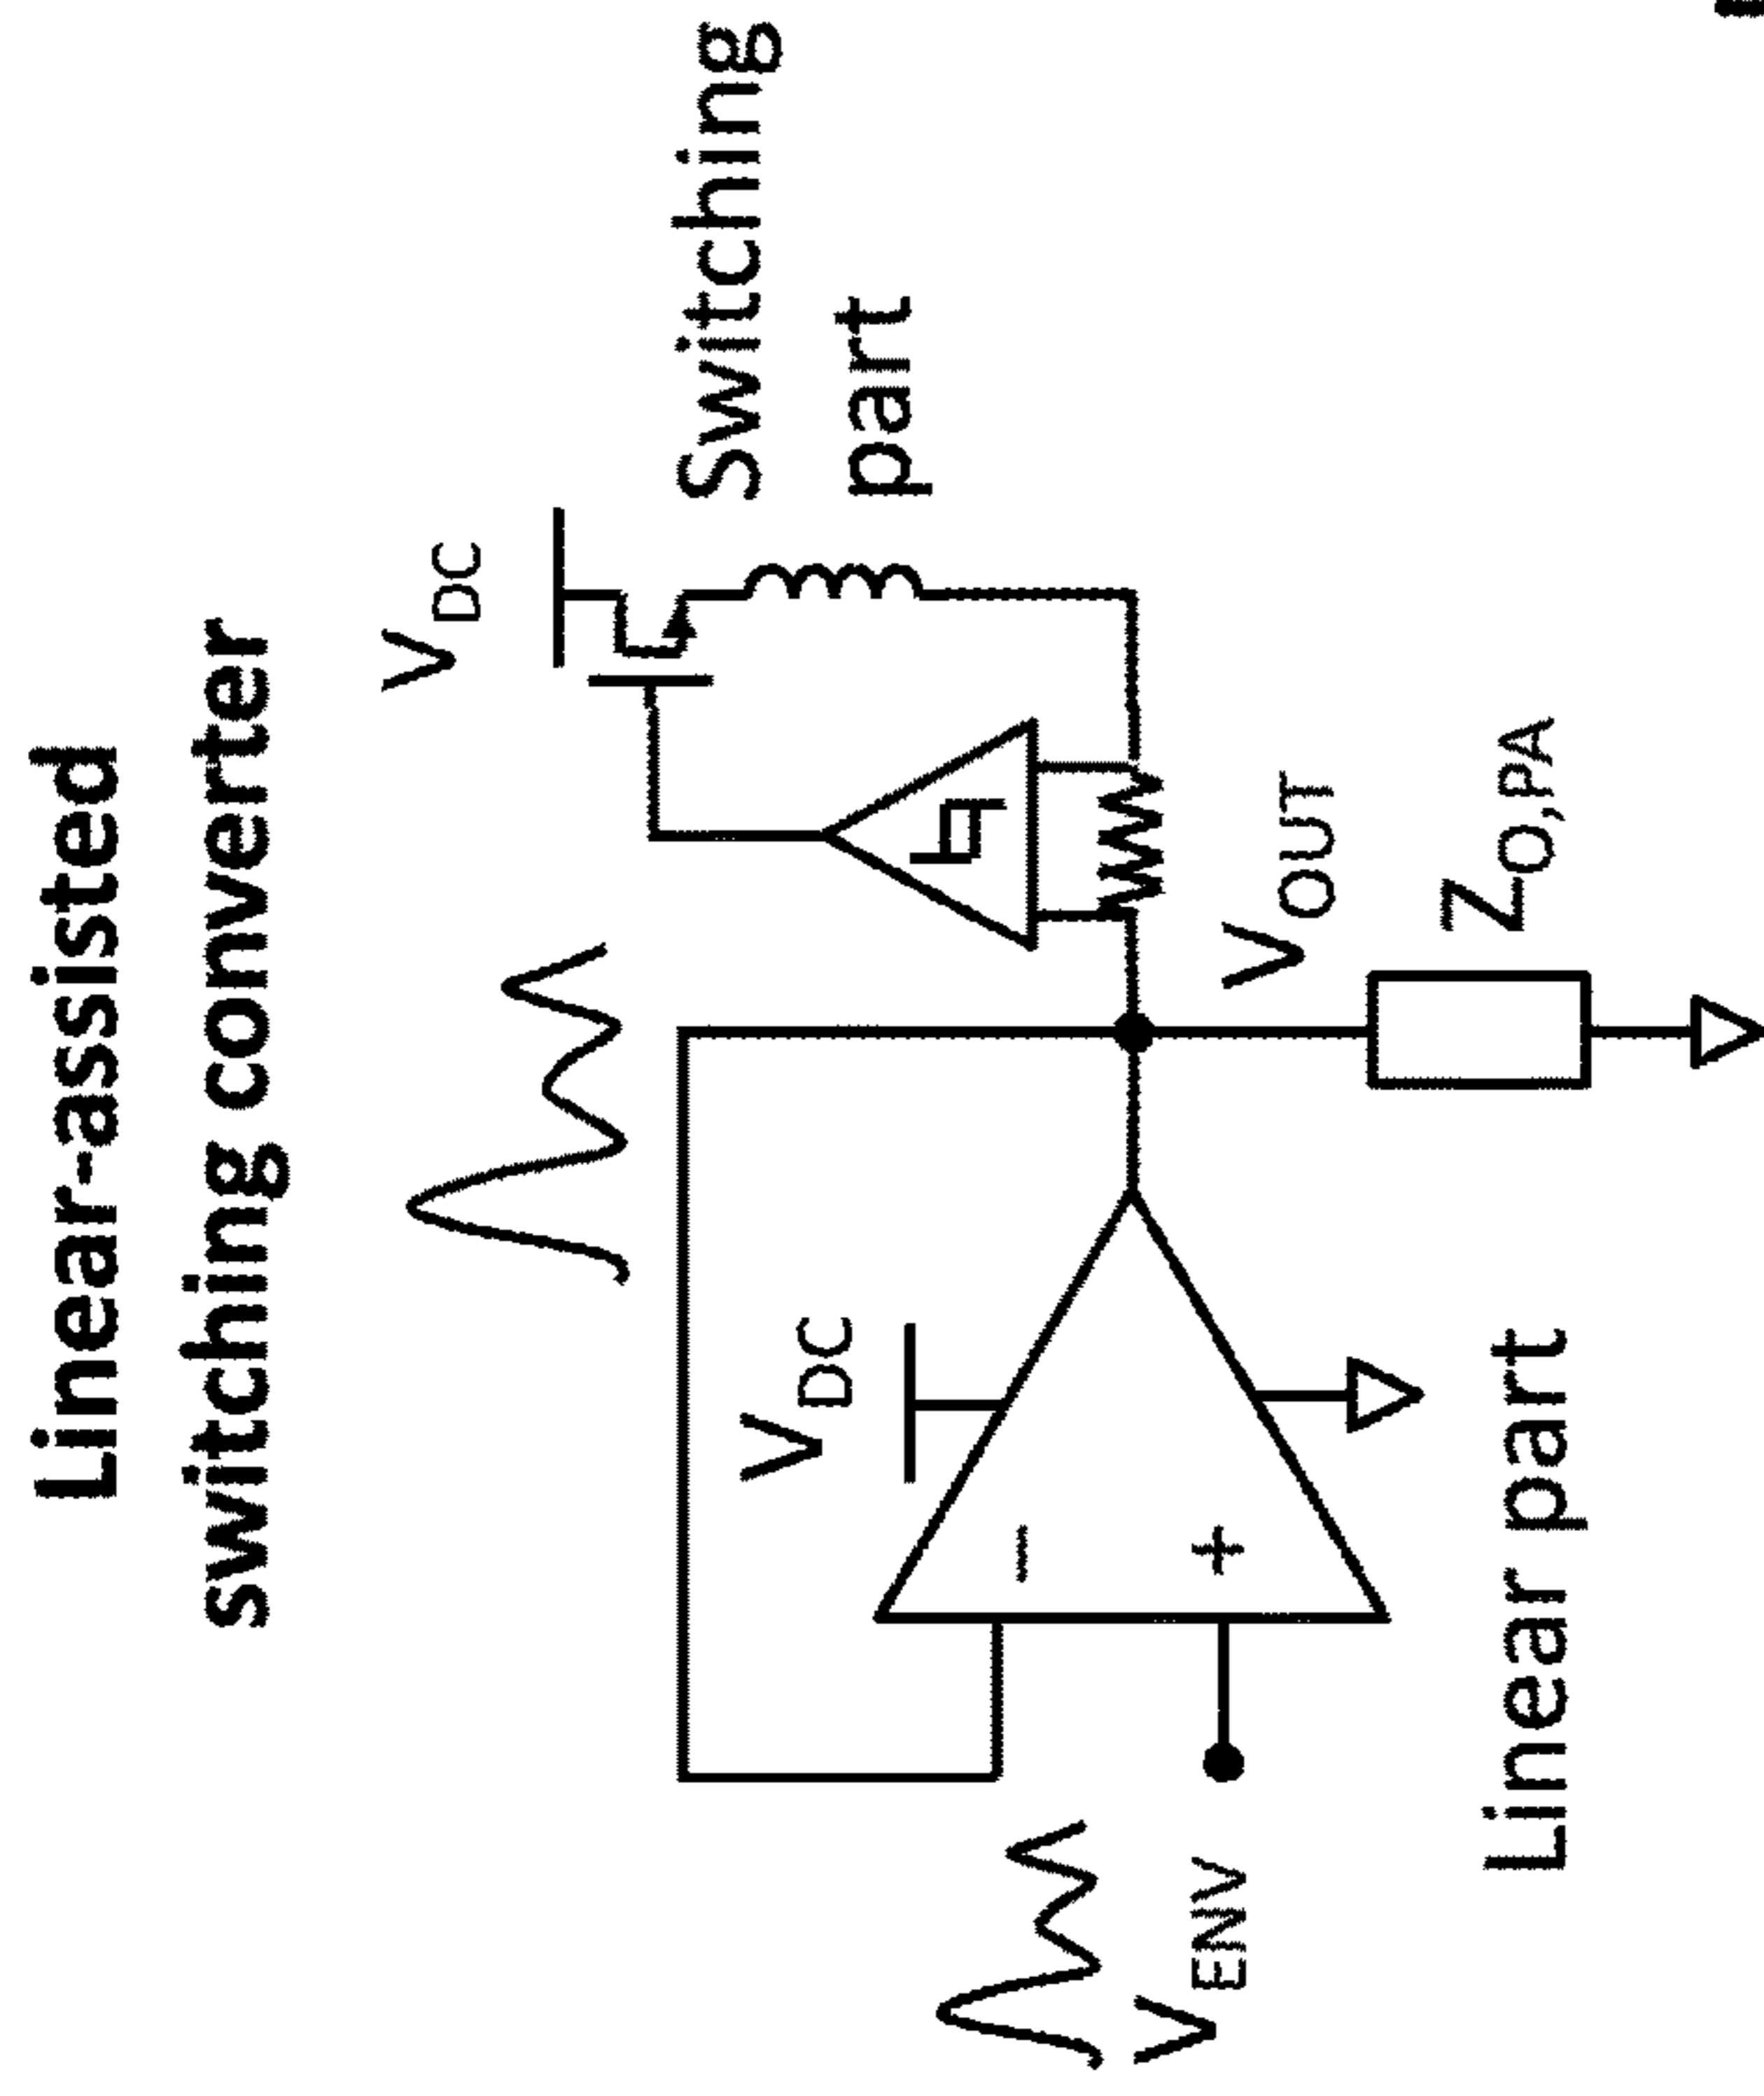 Linear-assisted
switching converter
V_DC
Switching
part
V_DC
V_OUT
Z_O,PA
V_ENV
Linear part
−
+